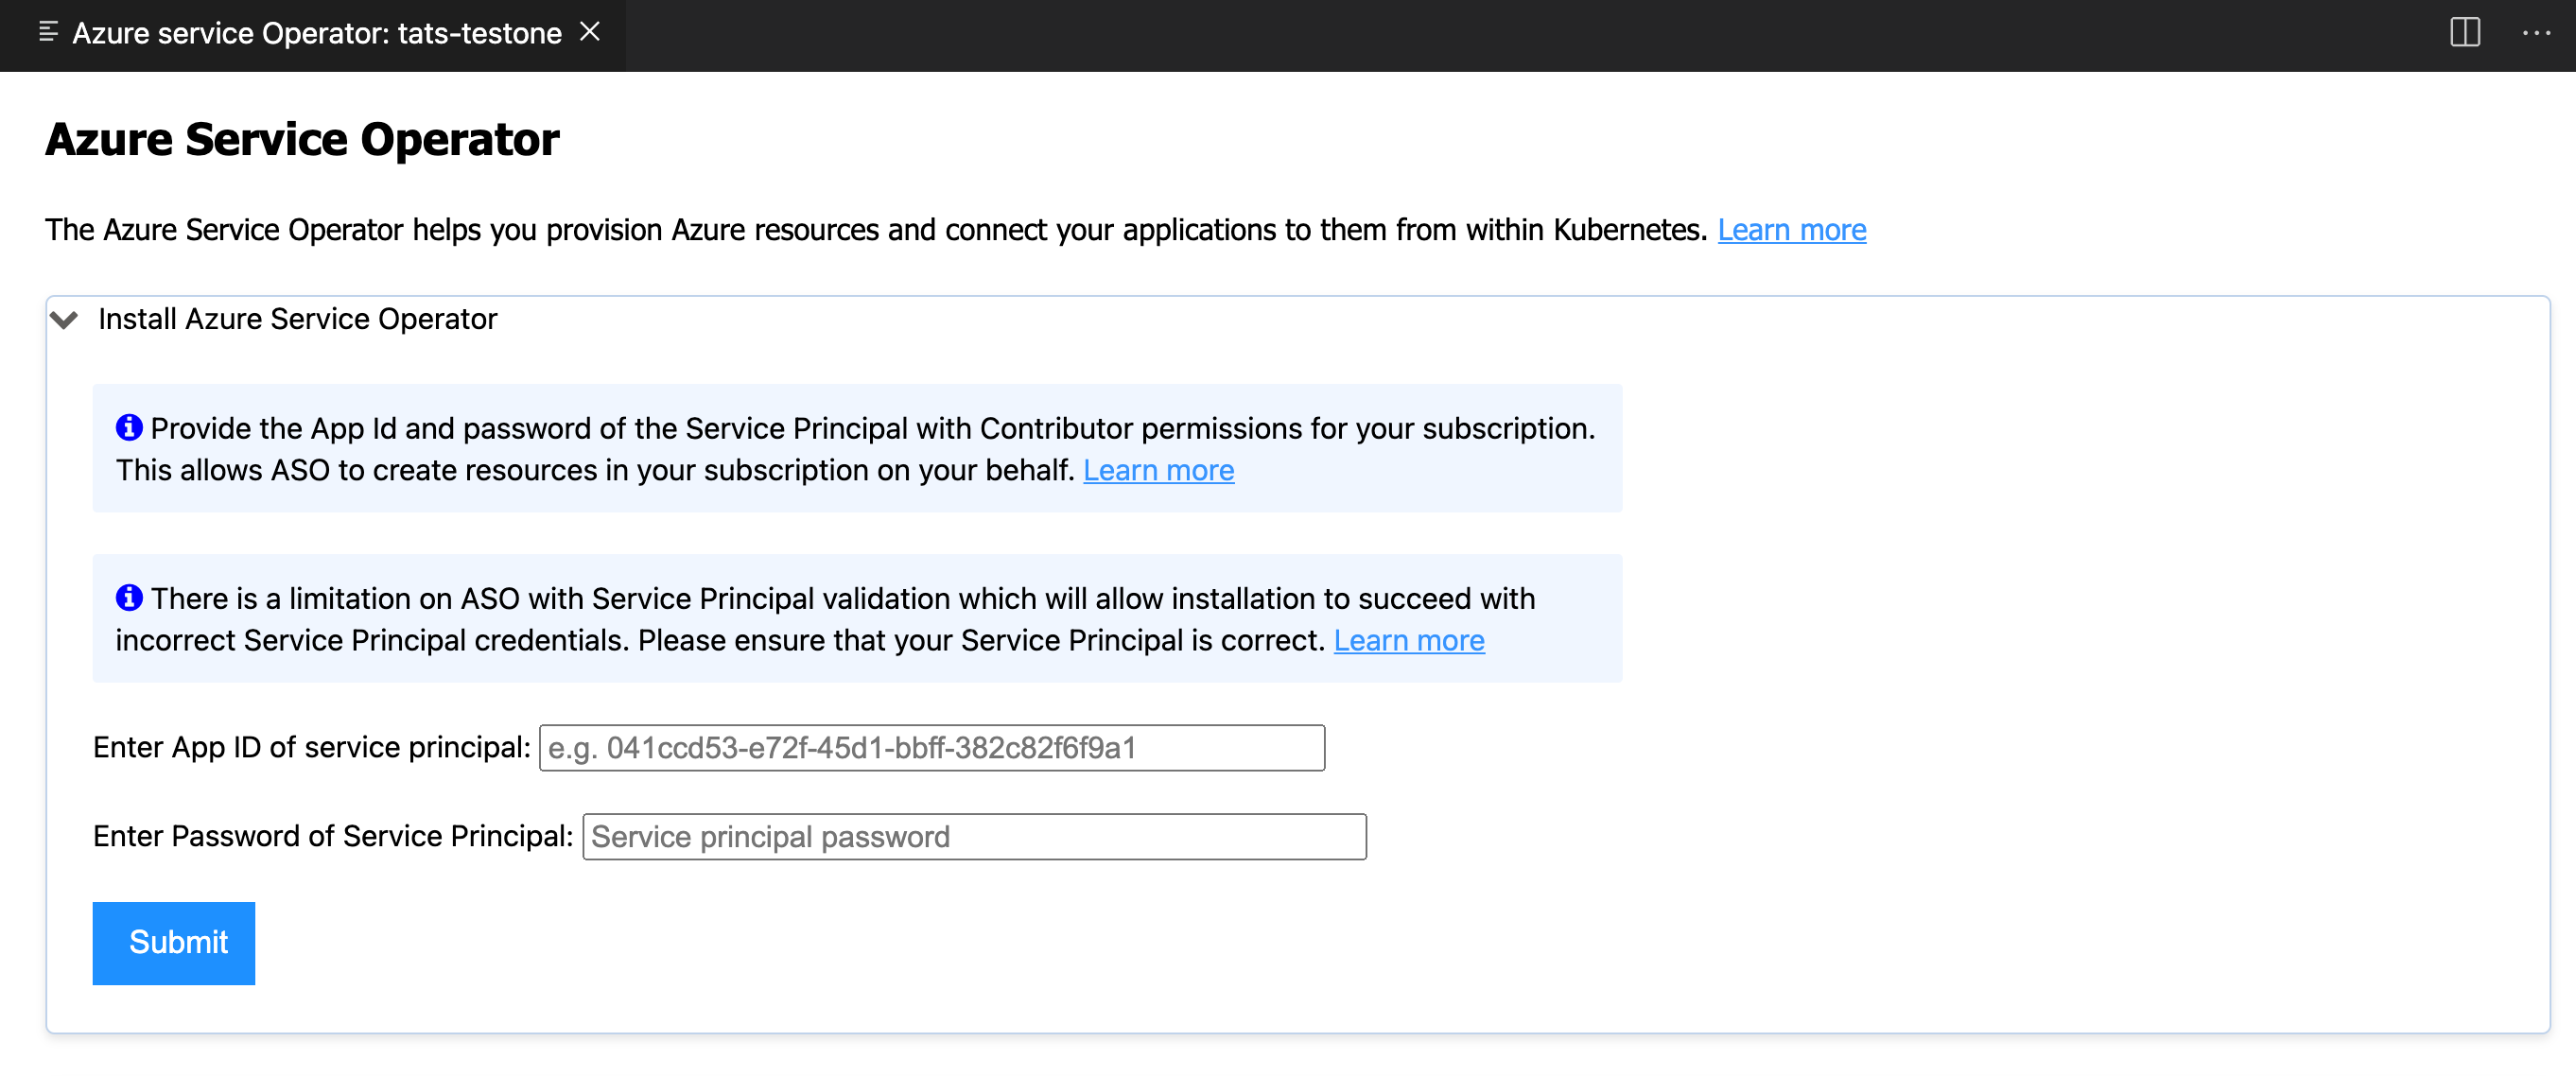 Azure service Operator: tats-testone
Azure Service Operator
The Azure Service Operator helps you provision Azure resources and connect your applications to them from within Kubernetes. Learn more
Install Azure Service Operator
Provide the App Id and password of the Service Principal with Contributor permissions for your subscription.
This allows ASO to create resources in your subscription on your behalf. Learn more
There is a limitation on ASO with Service Principal validation which will allow installation to succeed with
incorrect Service Principal credentials. Please ensure that your Service Principal is correct. Learn more
Enter App ID of service principal: e.g. 041ccd53-e72f-45d1-bbff-382c82f6f9a1
Enter Password of Service Principal: Service principal password
Submit